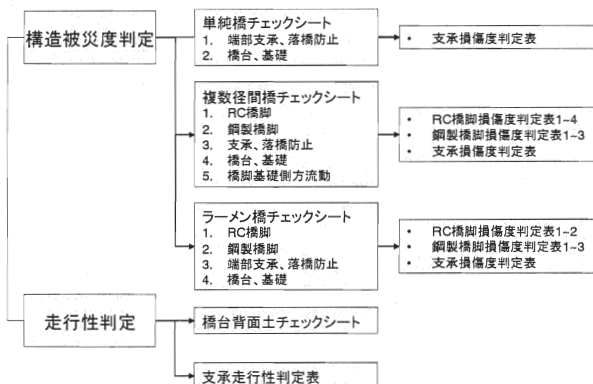 構造被災度判定
単純橋チェックシート
1. 端部支承、落橋防止
2. 橋台、基礎
• 支承損傷度判定表
複数径間橋チェックシート
1. RC橋脚
2. 鋼製橋脚
3. 支承、落橋防止
4. 橋台、基礎
5. 橋脚基礎側方流動
• RC橋脚損傷度判定表1~4
• 鋼製橋脚損傷度判定表1~3
• 支承損傷度判定表
ラーメン橋チェックシート
1. RC橋脚
2. 鋼製橋脚
3. 端部支承、落橋防止
4. 橋台、基礎
• RC橋脚損傷度判定表1~2
• 鋼製橋脚損傷度判定表1~3
• 支承損傷度判定表
走行性判定
橋台背面土チェックシート
支承走行性判定表